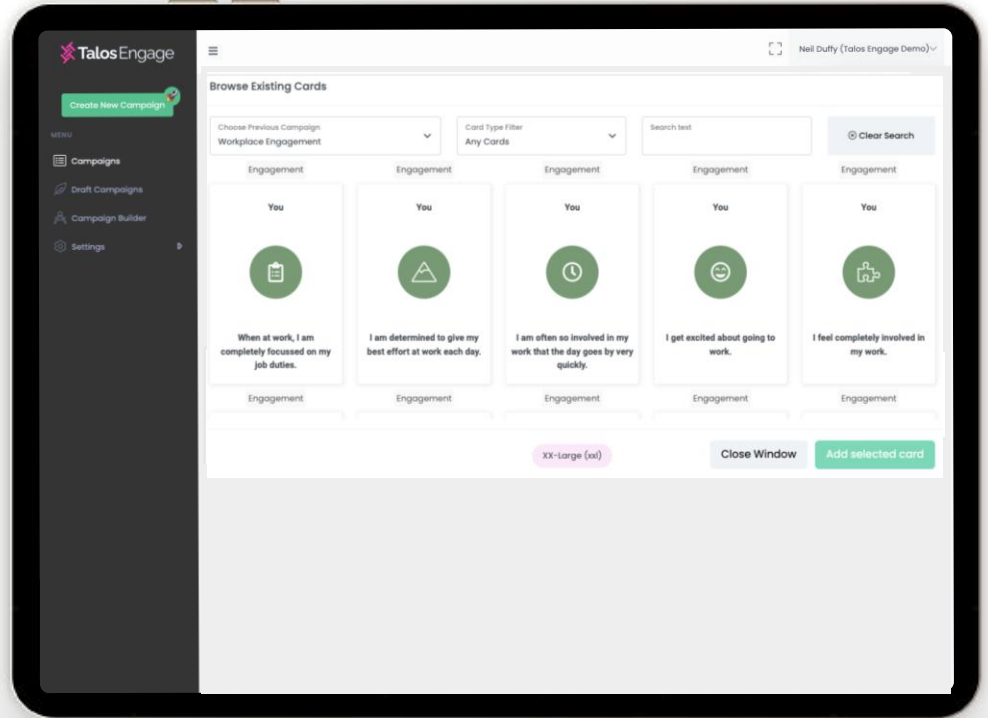 Talos Engage
Neil Duffy (Talos Engage Demo)
Create New Campaign
MENU
Campaigns
Draft Campaigns
Campaign Builder
Settings
Browse Existing Cards
Choose Previous Campaign
Workplace Engagement
Card Type Filter
Any Cards
Search text
Clear Search
Engagement Engagement Engagement Engagement Engagement
You You You You You
When at work, I am
completely focussed on my
job duties.
I am determined to give my
best effort at work each day.
I am often so involved in my
work that the day goes by very
quickly.
I get excited about going to
work.
I feel completely involved in
my work.
Engagement Engagement Engagement Engagement Engagement
XX-Large (xxl)
Close Window
Add selected card